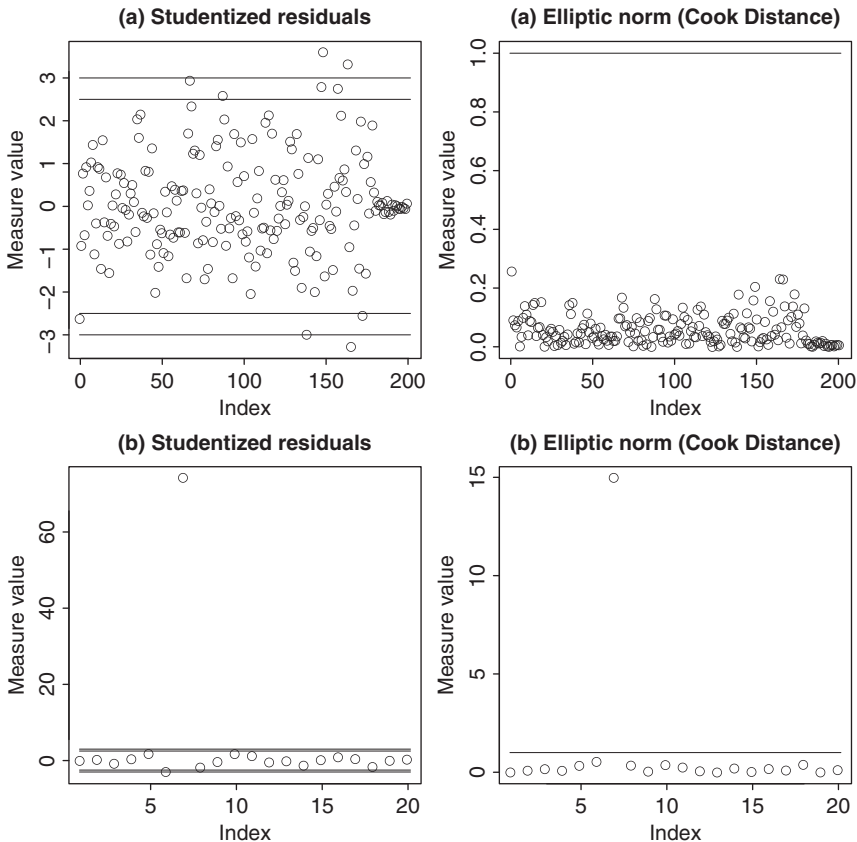 (a) Studentized residuals
Measure value
3
2
1
0
−1
−2
−3
0 50 100 150 200
Index
(a) Elliptic norm (Cook Distance)
Measure value
1.0
0.8
0.6
0.4
0.2
0.0
0 50 100 150 200
Index
(b) Studentized residuals
Measure value
60
40
20
0
5 10 15 20
Index
(b) Elliptic norm (Cook Distance)
Measure value
15
10
5
0
5 10 15 20
Index